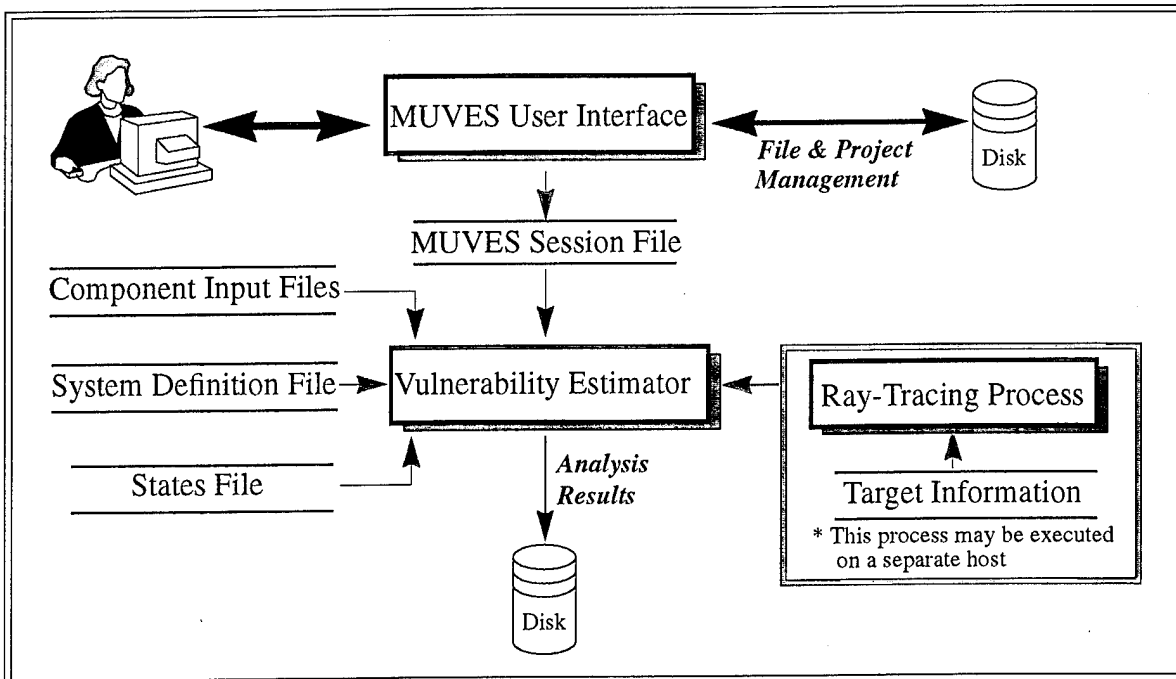 MUVES User Interface
File & Project
Management
Disk
MUVES Session File
Component Input Files
System Definition File
Vulnerability Estimator
Ray-Tracing Process
States File
Analysis
Results
Target Information
* This process may be executed
on a separate host
Disk